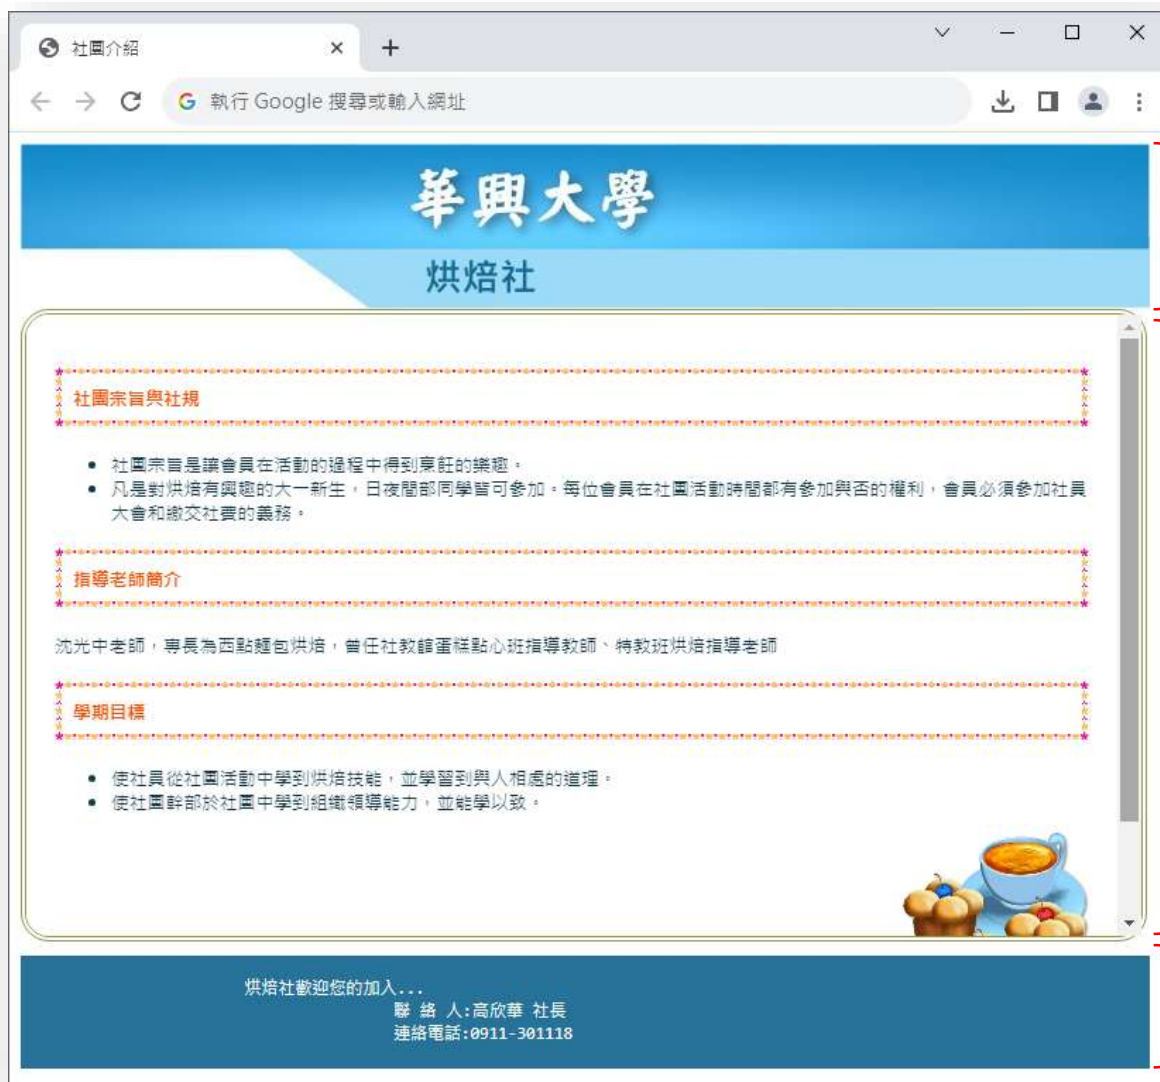 社團介紹
執行 Google 搜尋或輸入網址
華興大學
烘焙社
社團宗旨與社規
社團宗旨是讓會員在活動的過程中得到烹飪的樂趣。
凡是對烘焙有興趣的大一新生，日夜間部同學皆可參加。每位會員在社團活動時間都有參加與否的權利，會員必須參加社員
大會和繳交社費的義務。
指導老師簡介
沈光中老師，專長為西點麵包烘焙，曾任社教館蛋糕點心班指導教師、特教班烘焙指導老師
學期目標
使社員從社團活動中學到烘焙技能，並學習到與人相處的道理。
使社團幹部於社團中學到組織領導能力，並能學以致。
烘焙社歡迎您的加入...
聯 絡 人:高欣華 社長
連絡電話:0911-301118